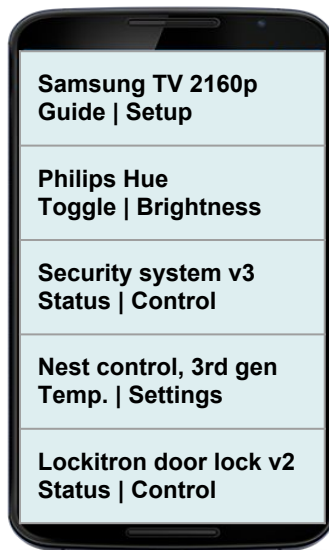 Samsung TV 2160p
Guide | Setup
Philips Hue
Toggle | Brightness
Security system v3
Status | Control
Nest control, 3rd gen
Temp. | Settings
Lockitron door lock v2
Status | Control